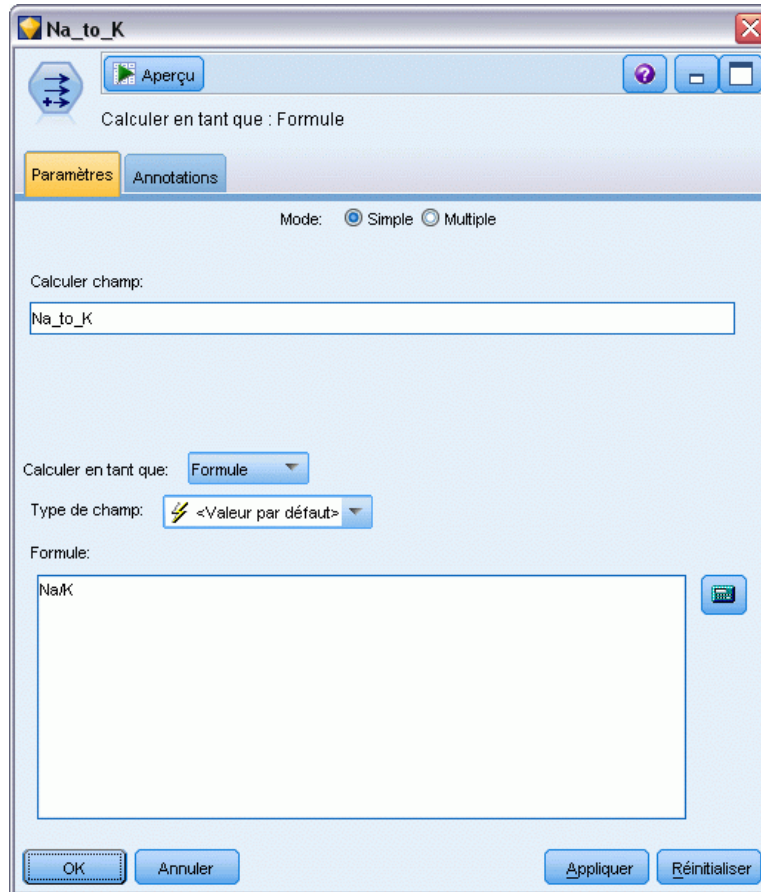 Na_to_K
Aperçu
Calculer en tant que : Formule
Paramètres Annotations
Mode: Simple Multiple
Calculer champ:
Na_to_K
Calculer en tant que: Formule
Type de champ: <Valeur par défaut>
Formule:
Na/K
OK Annuler Appliquer Réinitialiser